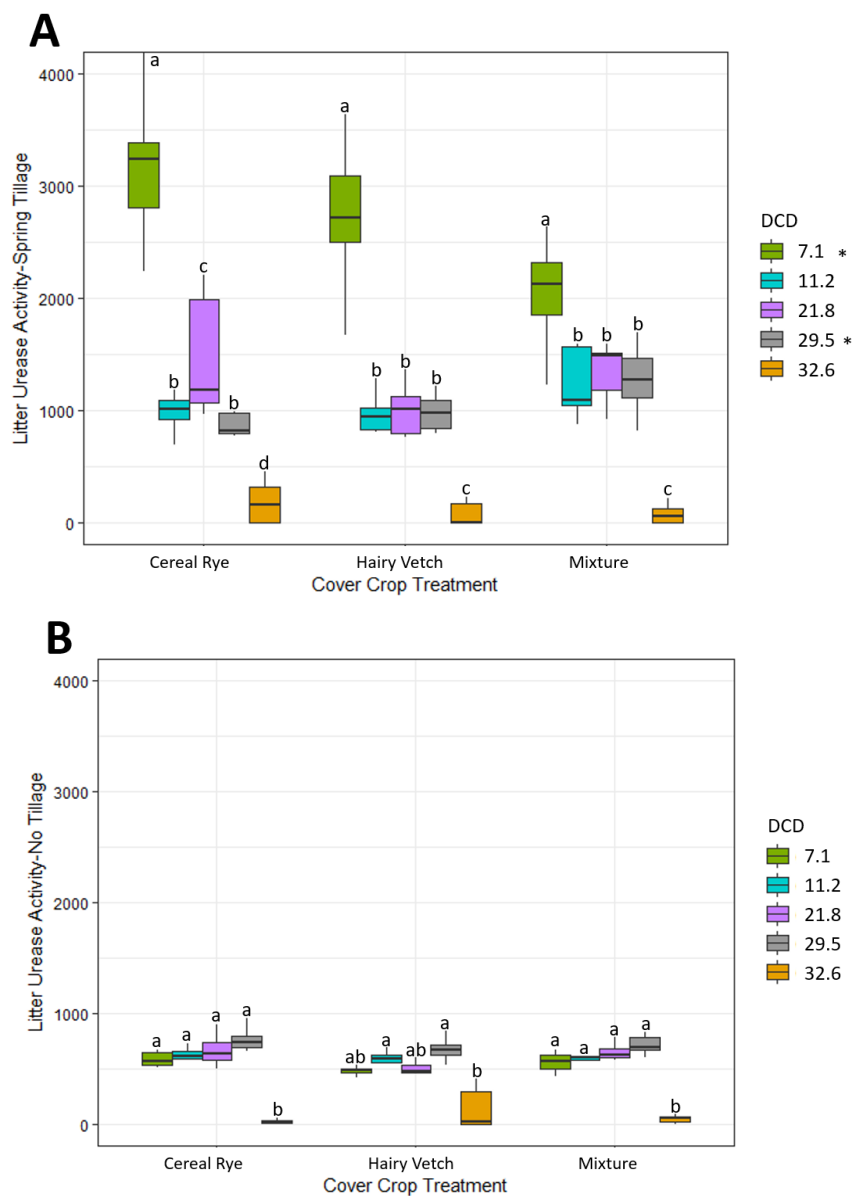 A
4000
3000
2000
1000
0
Litter Urease Activity-Spring Tillage
a
b
c
b
d
a
b
b
b
c
a
b
b
b
c
Cereal Rye
Hairy Vetch
Mixture
Cover Crop Treatment
DCD
7.1 *
11.2
21.8
29.5 *
32.6
B
4000
3000
2000
1000
0
Litter Urease Activity-No Tillage
a
a
a
a
b
ab
a
ab
a
b
a
a
a
a
b
Cereal Rye
Hairy Vetch
Mixture
Cover Crop Treatment
DCD
7.1
11.2
21.8
29.5
32.6